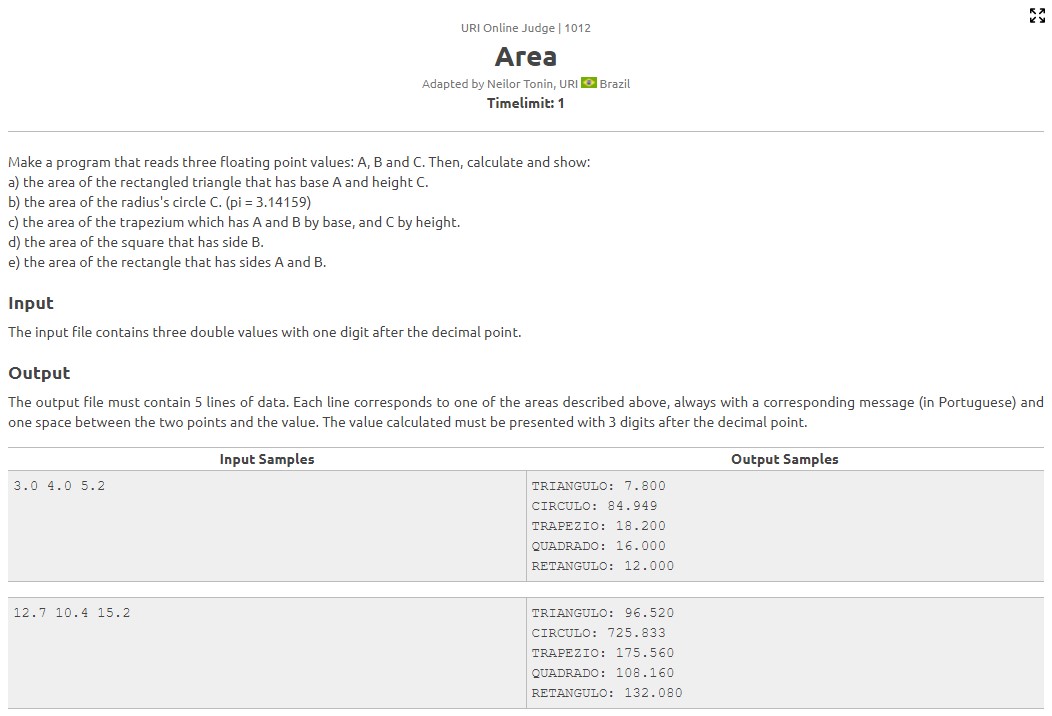 URI Online Judge | 1012
Area
Adapted by Neilor Tonin, URI Brazil
Timelimit: 1
Make a program that reads three floating point values: A, B and C. Then, calculate and show:
a) the area of the rectangled triangle that has base A and height C.
b) the area of the radius's circle C. (pi = 3.14159)
c) the area of the trapezium which has A and B by base, and C by height.
d) the area of the square that has side B.
e) the area of the rectangle that has sides A and B.
Input
The input file contains three double values with one digit after the decimal point.
Output
The output file must contain 5 lines of data. Each line corresponds to one of the areas described above, always with a corresponding message (in Portuguese) and
one space between the two points and the value. The value calculated must be presented with 3 digits after the decimal point.
Input Samples
Output Samples
3.0 4.0 5.2
TRIANGULO: 7.800
CIRCULO: 84.949
TRAPEZIO: 18.200
QUADRADO: 16.000
RETANGULO: 12.000
12.7 10.4 15.2
TRIANGULO: 96.520
CIRCULO: 725.833
TRAPEZIO: 175.560
QUADRADO: 108.160
RETANGULO: 132.080